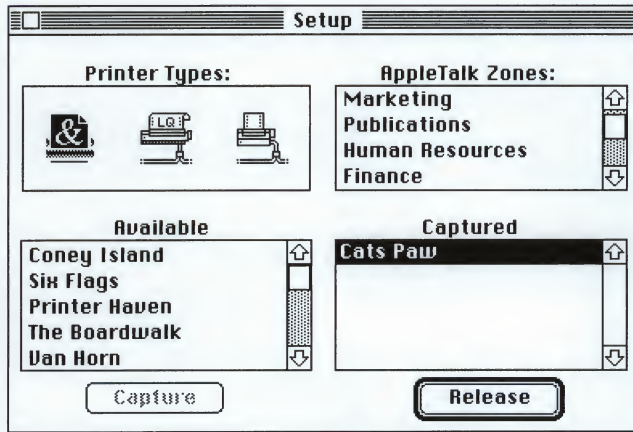 Setup
Printer Types:
LQ
AppleTalk Zones:
Marketing
Publications
Human Resources
Finance
Available
Coney Island
Six Flags
Printer Haven
The Boardwalk
Van Horn
Captured
Cats Paw
Capture
Release